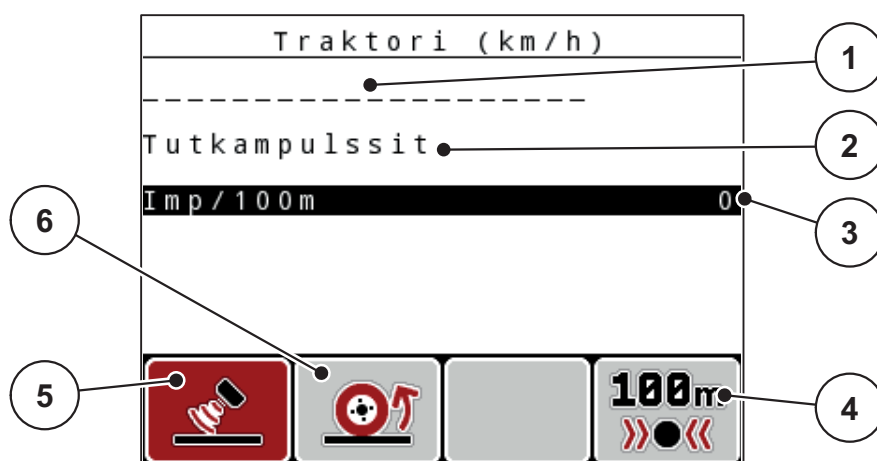 Traktori (km/h)
1
_ _ _ _ _ _ _ _ _ _ _ _ _ _ _ _ _ _ _ _
Tutkampulssit
2
Imp/100m 0
3
6
5
100m
4